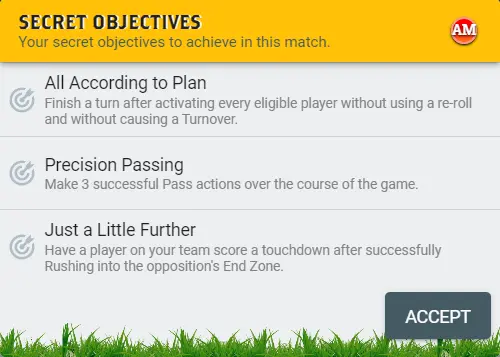 SECRET OBJECTIVES
Your secret objectives to achieve in this match.
AM
All According to Plan
Finish a turn after activating every eligible player without using a re-roll
and without causing a Turnover.
Precision Passing
Make 3 successful Pass actions over the course of the game.
Just a Little Further
Have a player on your team score a touchdown after successfully
Rushing into the opposition's End Zone.
ACCEPT